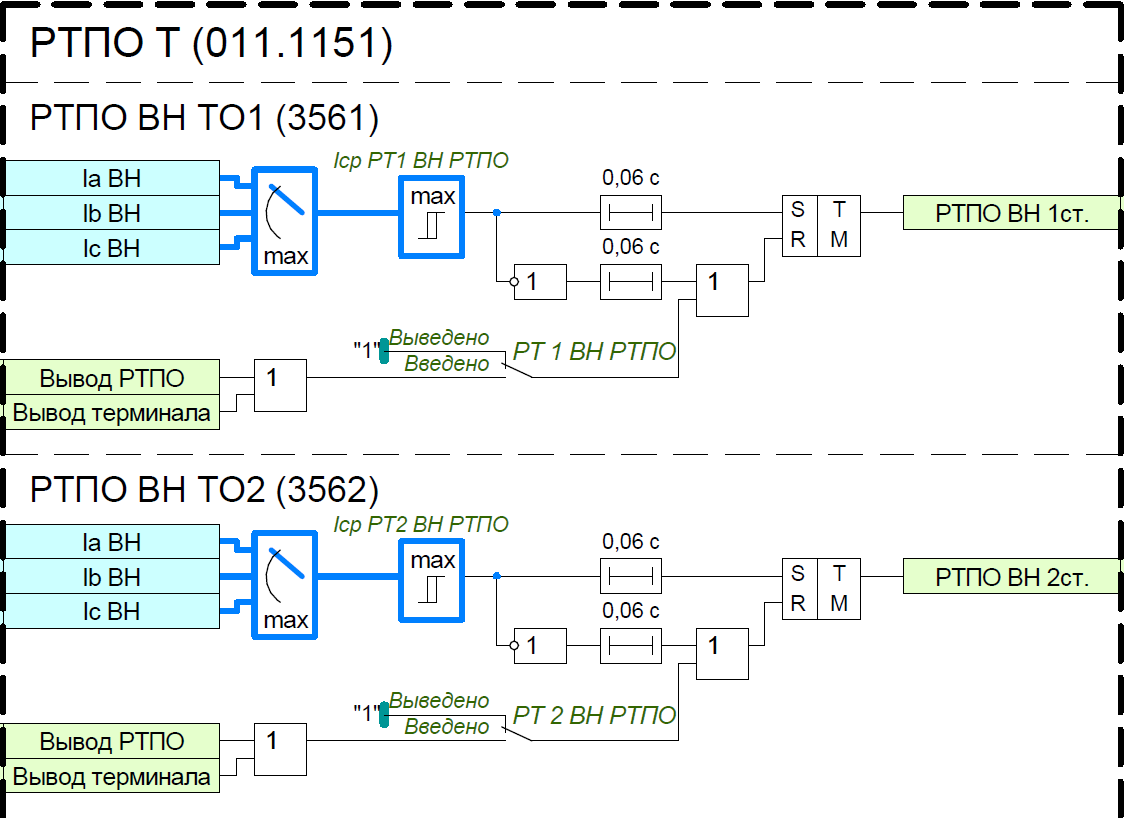 РТПО Т (011.1151)
РТПО ВН ТО1 (3561)
Iср РТ1 ВН РТПО
Ia ВН
Ib ВН
Ic ВН
max
max
0,06 с
S T
R M
РТПО ВН 1ст.
0,06 с
1
1
"1"
Выведено
Введено
РТ 1 ВН РТПО
Вывод РТПО
Вывод терминала
1
РТПО ВН ТО2 (3562)
Iср РТ2 ВН РТПО
Ia ВН
Ib ВН
Ic ВН
max
max
0,06 с
S T
R M
РТПО ВН 2ст.
0,06 с
1
1
"1"
Выведено
Введено
РТ 2 ВН РТПО
Вывод РТПО
Вывод терминала
1